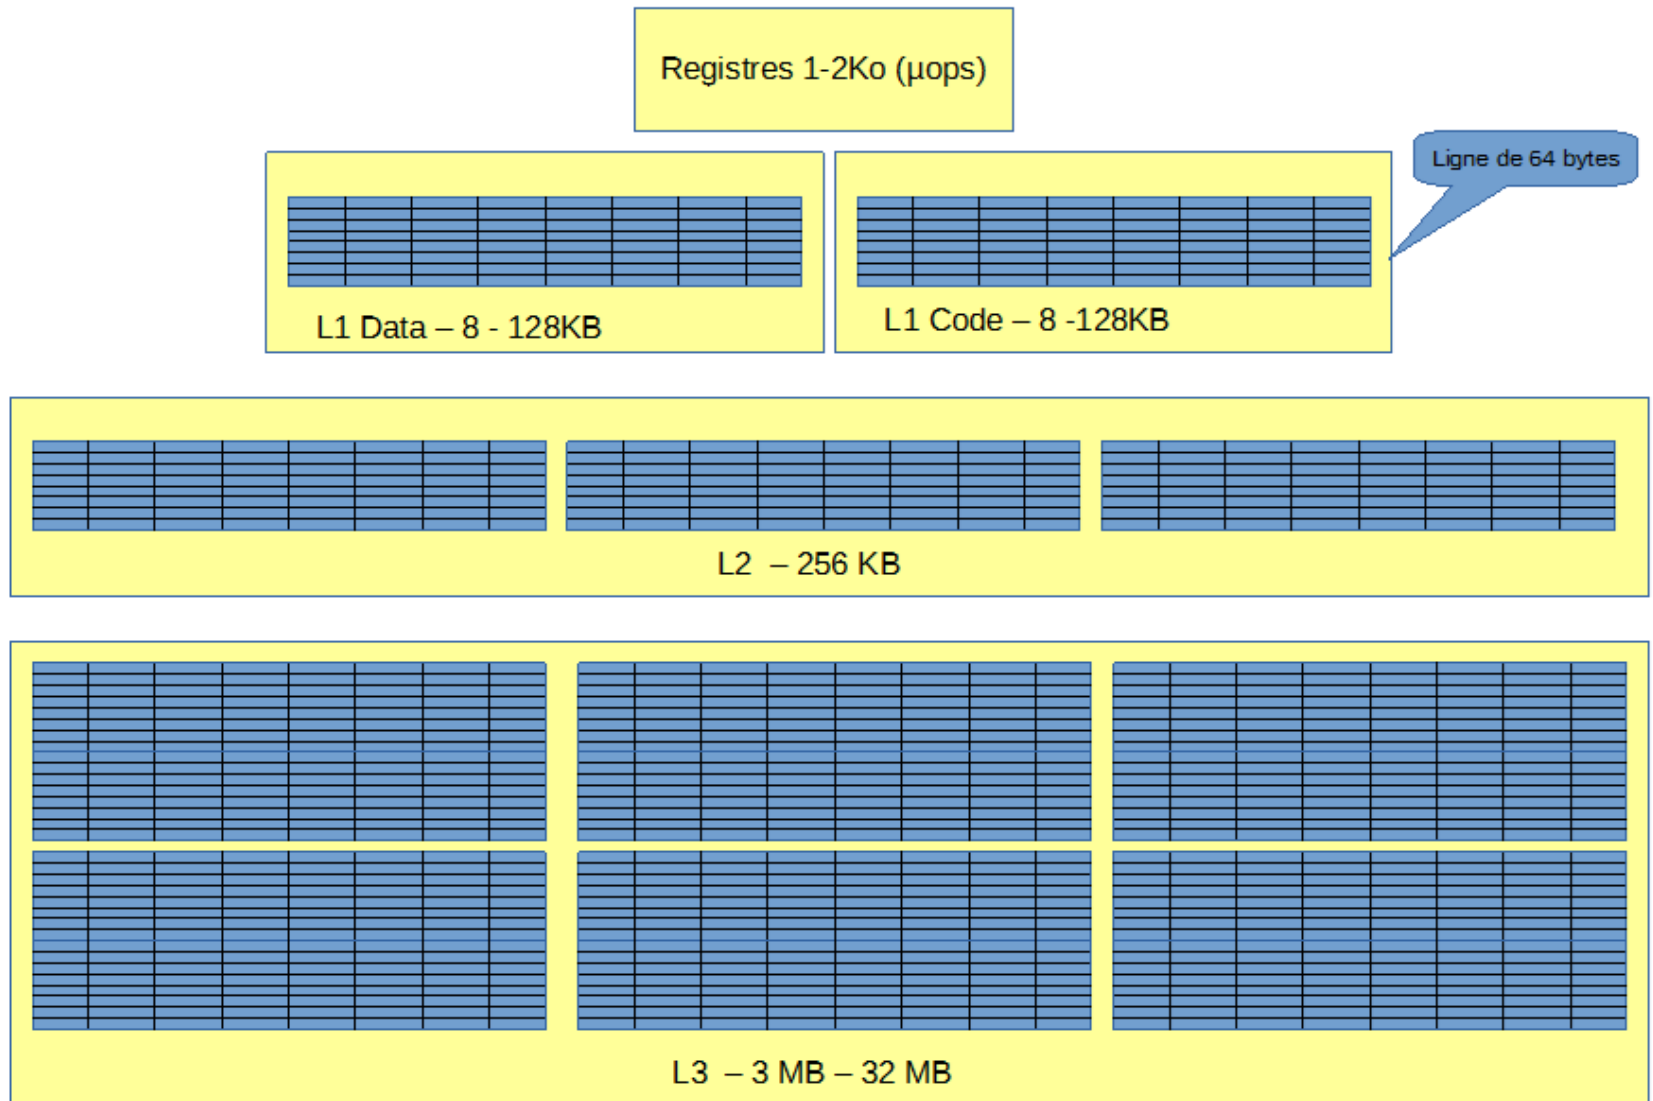 Registres 1-2Ko (µops)
Ligne de 64 bytes
L1 Data – 8 - 128KB
L1 Code – 8 -128KB
L2 – 256 KB
L3 – 3 MB – 32 MB